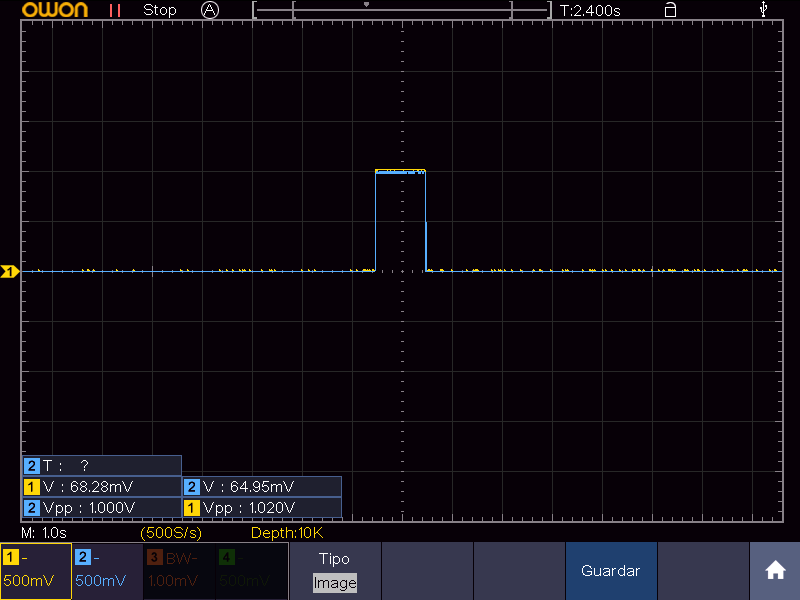 OWON Stop A T:2.400s
1
2 T : ?
1 V : 68.28mV 2 V : 64.95mV
2 Vpp : 1.000V 1 Vpp : 1.020V
M: 1.0s (500S/s) Depth:10K
1 - 2 - 3 BW- 4 - Tipo
500mV 500mV 1.00mV 500mV Image Guardar